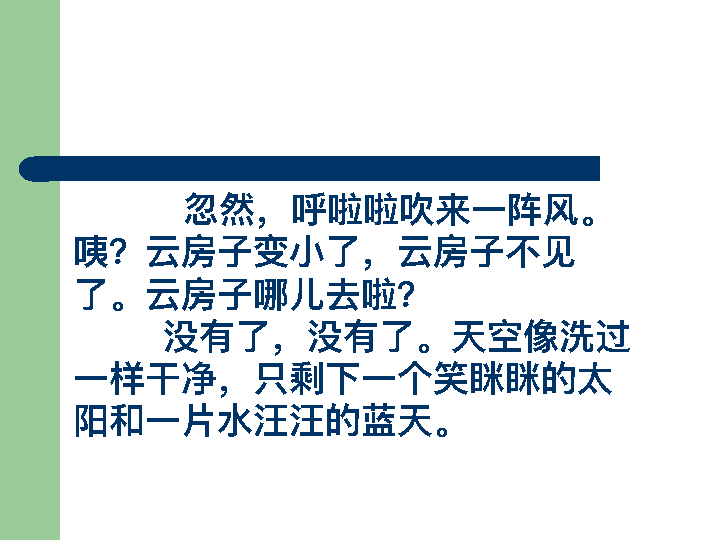 忽然，呼啦啦吹来一阵风。
咦？云房子变小了，云房子不见
了。云房子哪儿去啦？
没有了，没有了。天空像洗过
一样干净，只剩下一个笑眯眯的太
阳和一片水汪汪的蓝天。